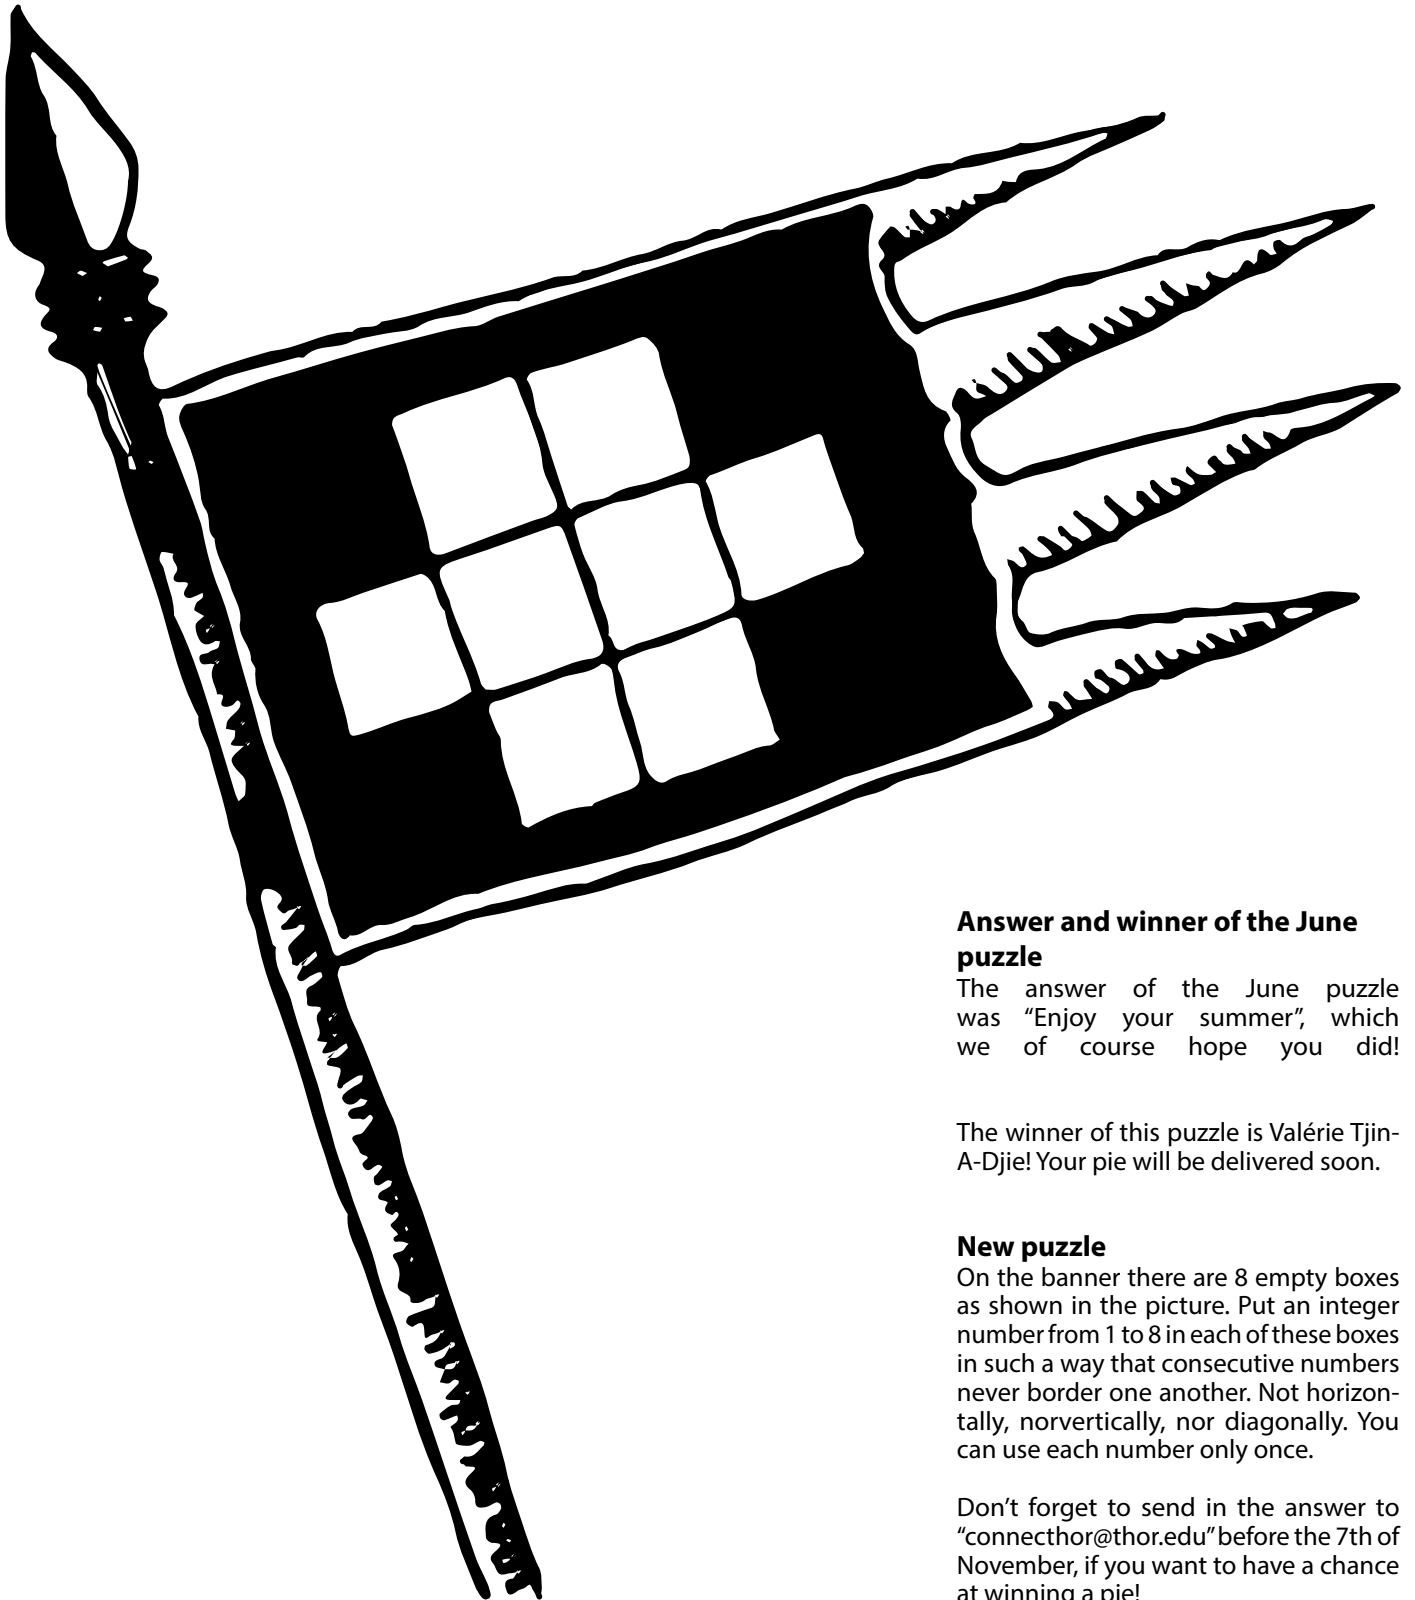 Answer and winner of the June
puzzle
The answer of the June puzzle
was “Enjoy your summer”, which
we of course hope you did!
The winner of this puzzle is Valérie Tjin-
A-Djie! Your pie will be delivered soon.
New puzzle
On the banner there are 8 empty boxes
as shown in the picture. Put an integer
number from 1 to 8 in each of these boxes
in such a way that consecutive numbers
never border one another. Not horizon-
tally, norvertically, nor diagonally. You
can use each number only once.
Don’t forget to send in the answer to
“connecthor@thor.edu” before the 7th of
November, if you want to have a chance
at winning a pie!